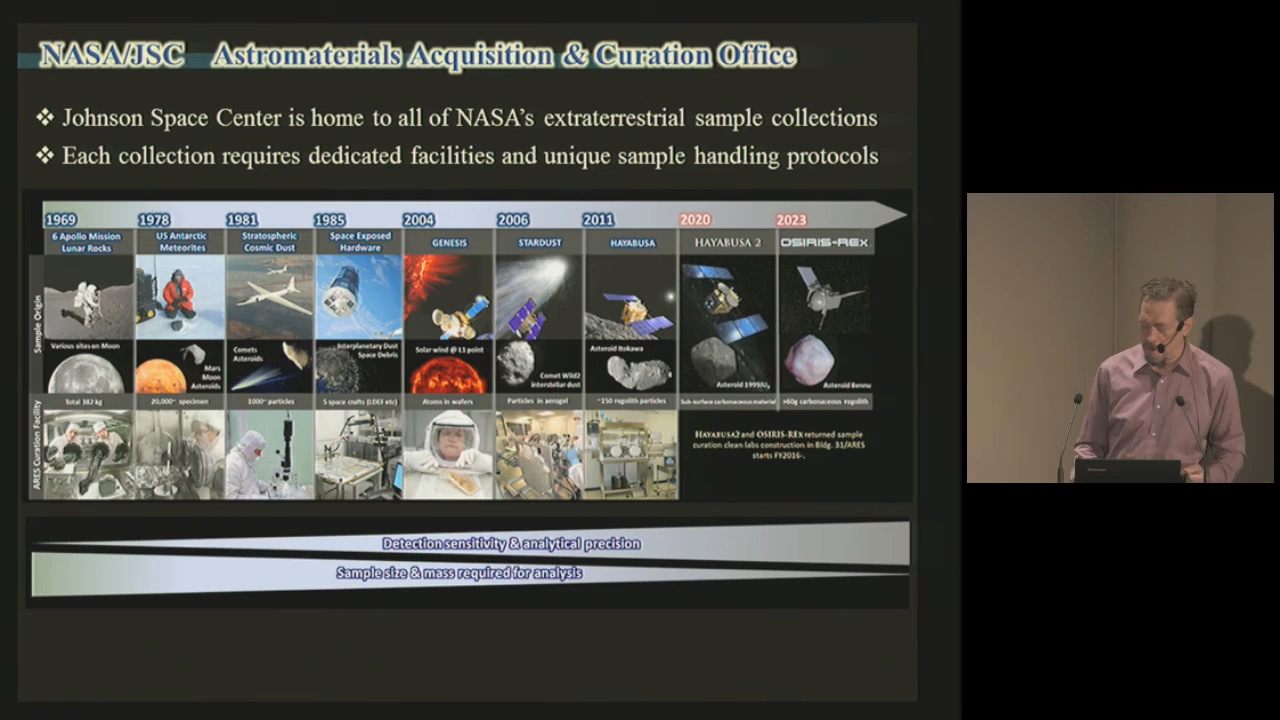 NASA/JSC Astromaterials Acquisition & Curation Office
❖ Johnson Space Center is home to all of NASA's extraterrestrial sample collections
❖ Each collection requires dedicated facilities and unique sample handling protocols
1969 1978 1981 1985 2004 2006 2011 2020 2023
6 Apollo Mission
Lunar Rocks
US Antarctic
Meteorites
Stratospheric
Cosmic Dust
Space Exposed
Hardware
GENESIS
STARDUST
HAYABUSA
HAYABUSA 2
OSIRIS-REx
Sample Origin
Various sites on Moon
Mars
Moon
Asteroids
Comets
Asteroids
Interplanetary Dust
Space Debris
Solar wind @ L1 point
Comet Wild2
interstellar dust
Asteroid Itokawa
Asteroid 1999JU₃
Asteroid Bennu
Total 382 kg
20,000~ specimen
1000~ particles
5 space crafts (LDEF etc)
Atoms in wafers
Particles in aerogel
~150 regolith particles
Sub-surface carbonaceous material
>60g carbonaceous regolith
ARES Curation Facility
HAYABUSA2 and OSIRIS-REx returned sample
curation clean labs construction in Bldg. 31/ARES
starts FY2016~.
Detection sensitivity & analytical precision
Sample size & mass required for analysis